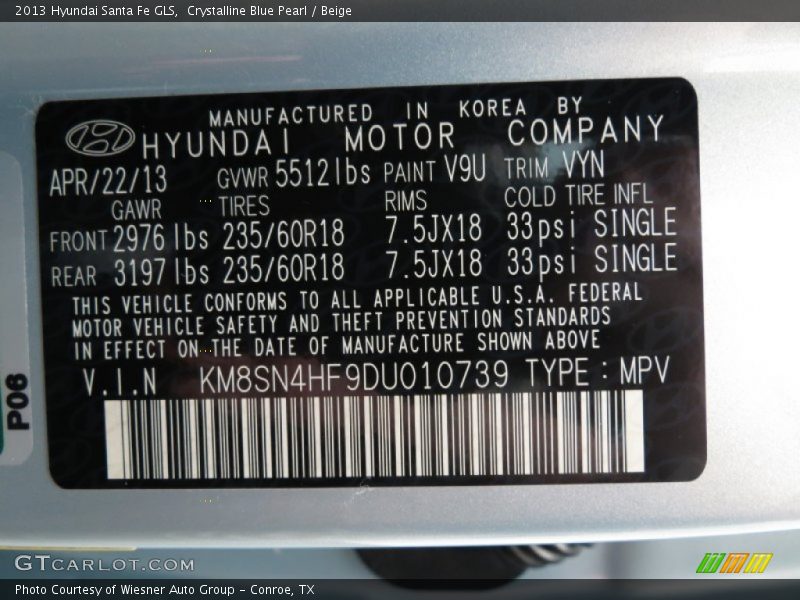 2013 Hyundai Santa Fe GLS, Crystalline Blue Pearl / Beige
MANUFACTURED IN KOREA BY
HYUNDAI MOTOR COMPANY
APR/22/13 GVWR 5512lbs PAINT V9U TRIM VYN
GAWR TIRES RIMS COLD TIRE INFL
FRONT 2976 lbs 235/60R18 7.5JX18 33psi SINGLE
REAR 3197 lbs 235/60R18 7.5JX18 33psi SINGLE
THIS VEHICLE CONFORMS TO ALL APPLICABLE U.S.A. FEDERAL
MOTOR VEHICLE SAFETY AND THEFT PREVENTION STANDARDS
IN EFFECT ON THE DATE OF MANUFACTURE SHOWN ABOVE
V.I.N KM8SN4HF9DU010739 TYPE : MPV
P06
GTCARLOT.COM
Photo Courtesy of Wiesner Auto Group - Conroe, TX